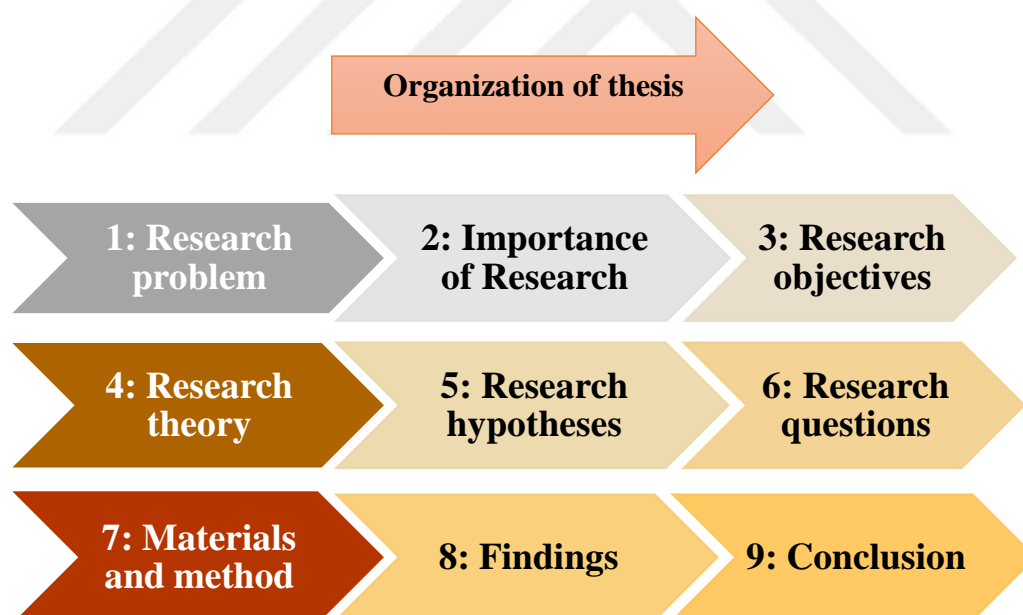 Organization of thesis
1: Research
problem
2: Importance
of Research
3: Research
objectives
4: Research
theory
5: Research
hypotheses
6: Research
questions
7: Materials
and method
8: Findings
9: Conclusion